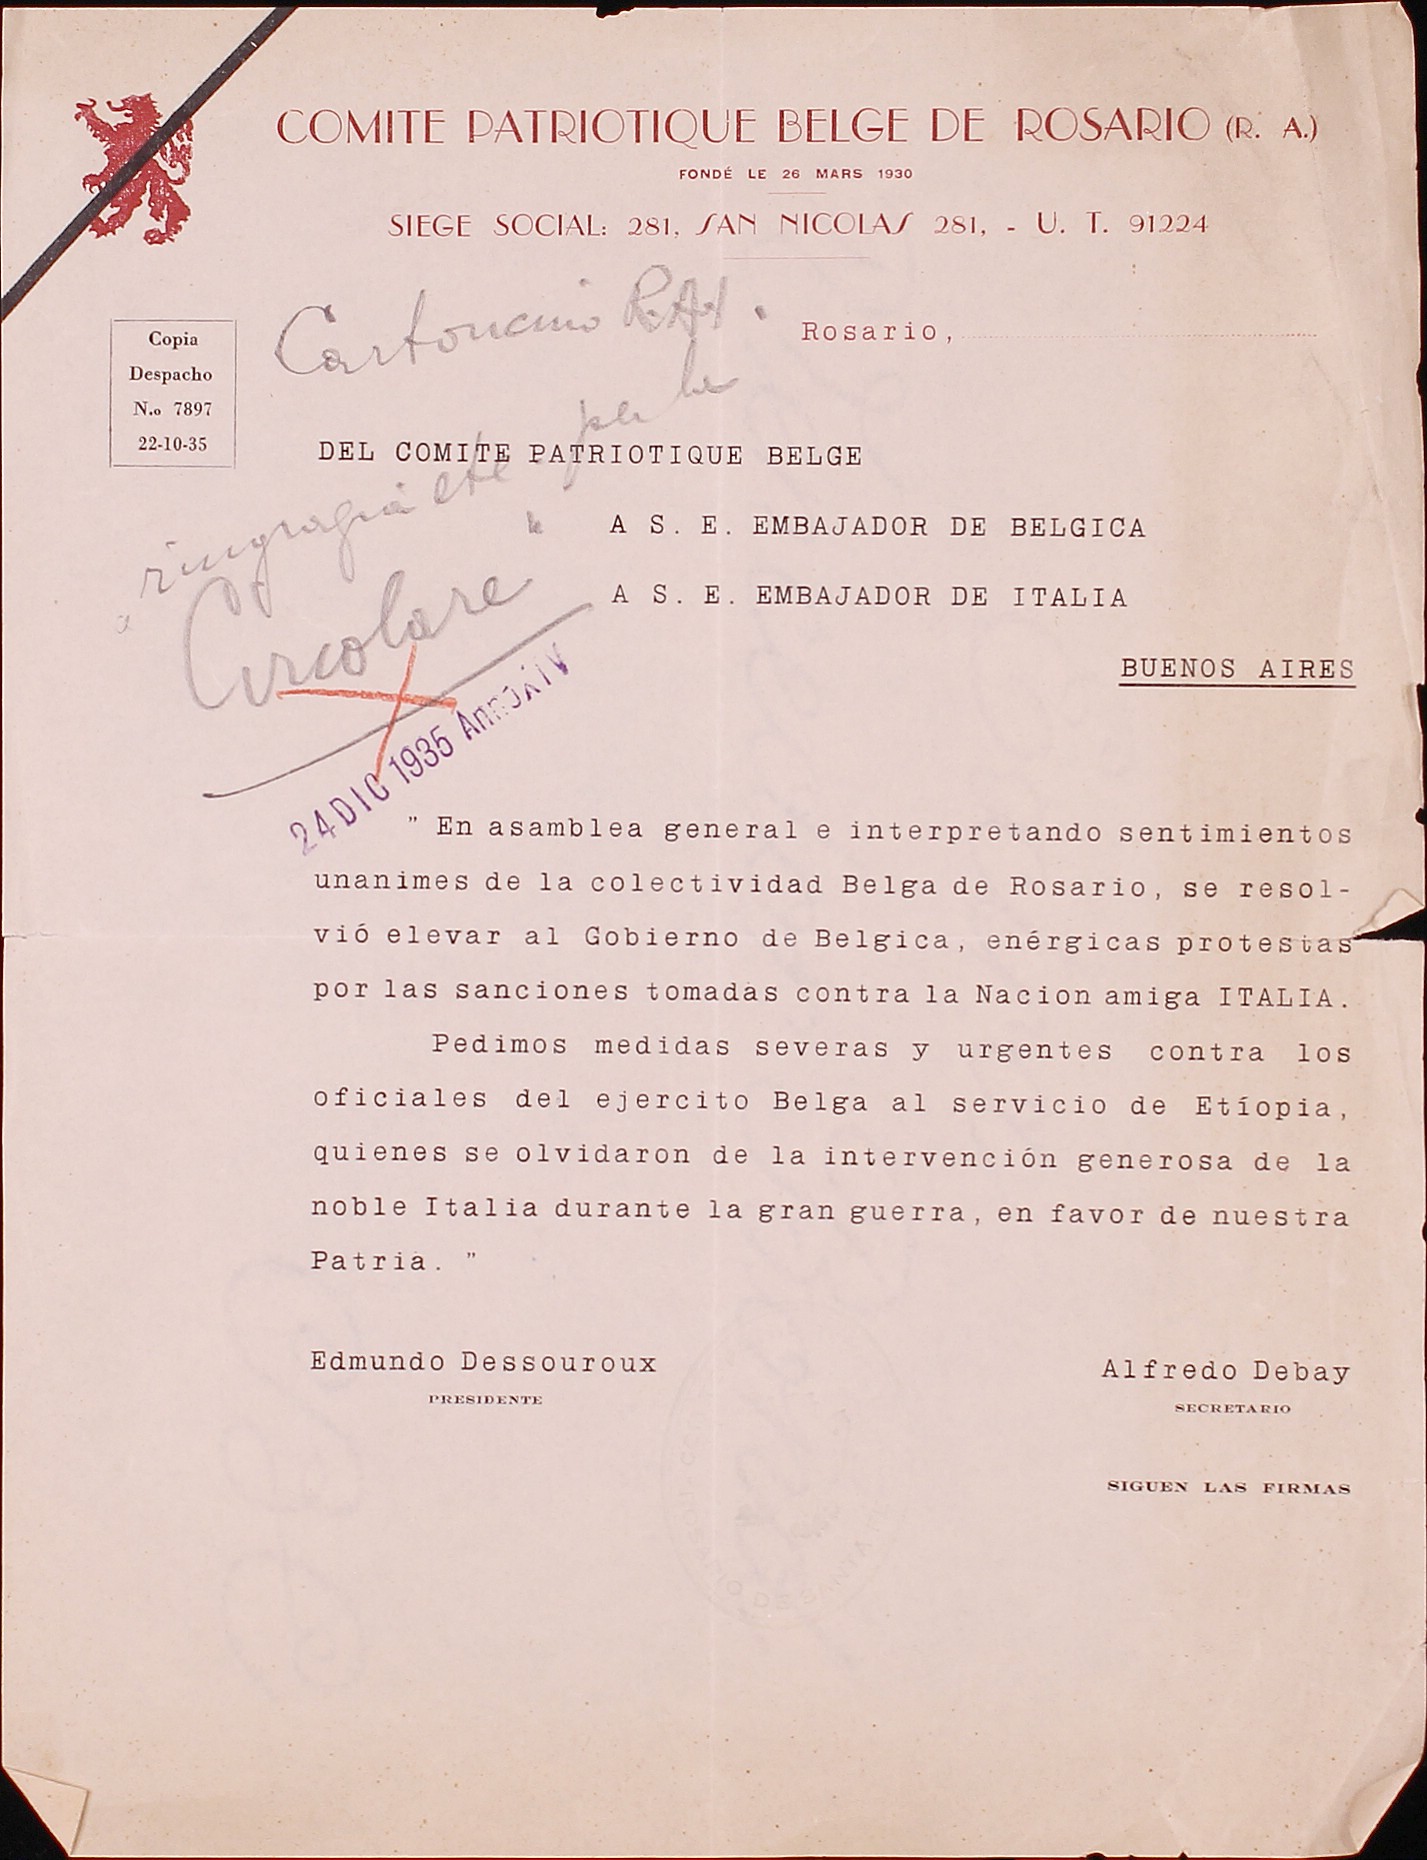 COMITE PATRIOTIQUE BELGE DE ROSARIO (R. A.)
FONDÉ LE 26 MARS 1930
SIEGE SOCIAL: 281, SAN NICOLAS 281, - U. T. 91224
Copia
Despacho
N.o 7897
22-10-35
Cartoncino
Rosario,
per la
DEL COMITE PATRIOTIQUE BELGE
A S. E. EMBAJADOR DE BELGICA
A S. E. EMBAJADOR DE ITALIA
Circolare
BUENOS AIRES
24 DIC 1935 Anno XIV
" En asamblea general e interpretando sentimientos
unanimes de la colectividad Belga de Rosario, se resol-
vió elevar al Gobierno de Belgica, enérgicas protestas
por las sanciones tomadas contra la Nacion amiga ITALIA.
Pedimos medidas severas y urgentes contra los
oficiales del ejercito Belga al servicio de Etíopia,
quienes se olvidaron de la intervención generosa de la
noble Italia durante la gran guerra, en favor de nuestra
Patria. "
Edmundo Dessouroux
PRESIDENTE
Alfredo Debay
SECRETARIO
SIGUEN LAS FIRMAS